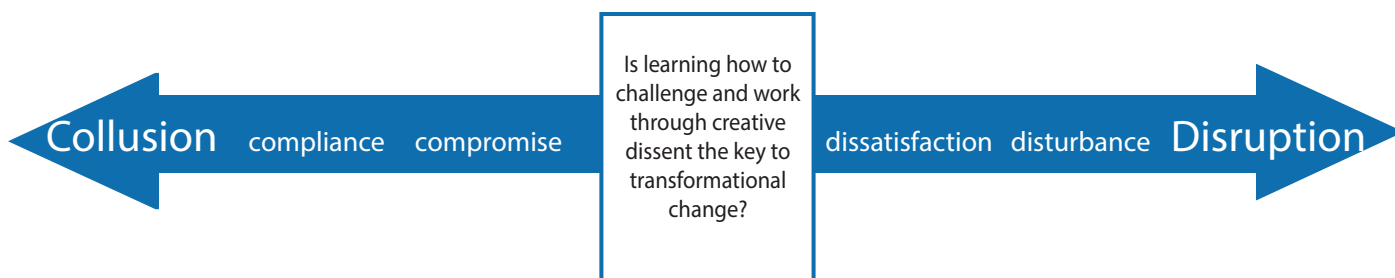 Collusion compliance compromise
Is learning how to
challenge and work
through creative
dissent the key to
transformational
change?
dissatisfaction disturbance Disruption